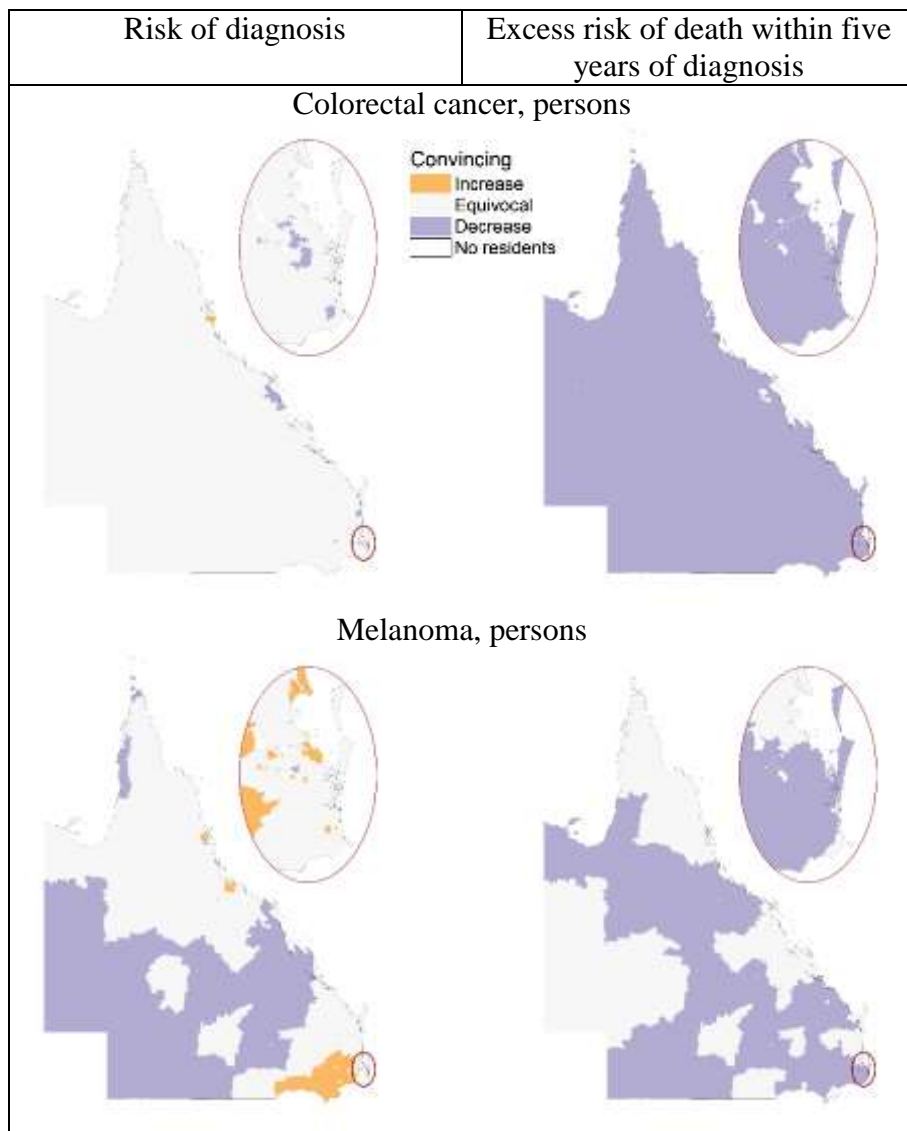 Risk of diagnosis
Excess risk of death within five
years of diagnosis
Colorectal cancer, persons
Convincing
Increase
Equivocal
Decrease
No residents
Melanoma, persons